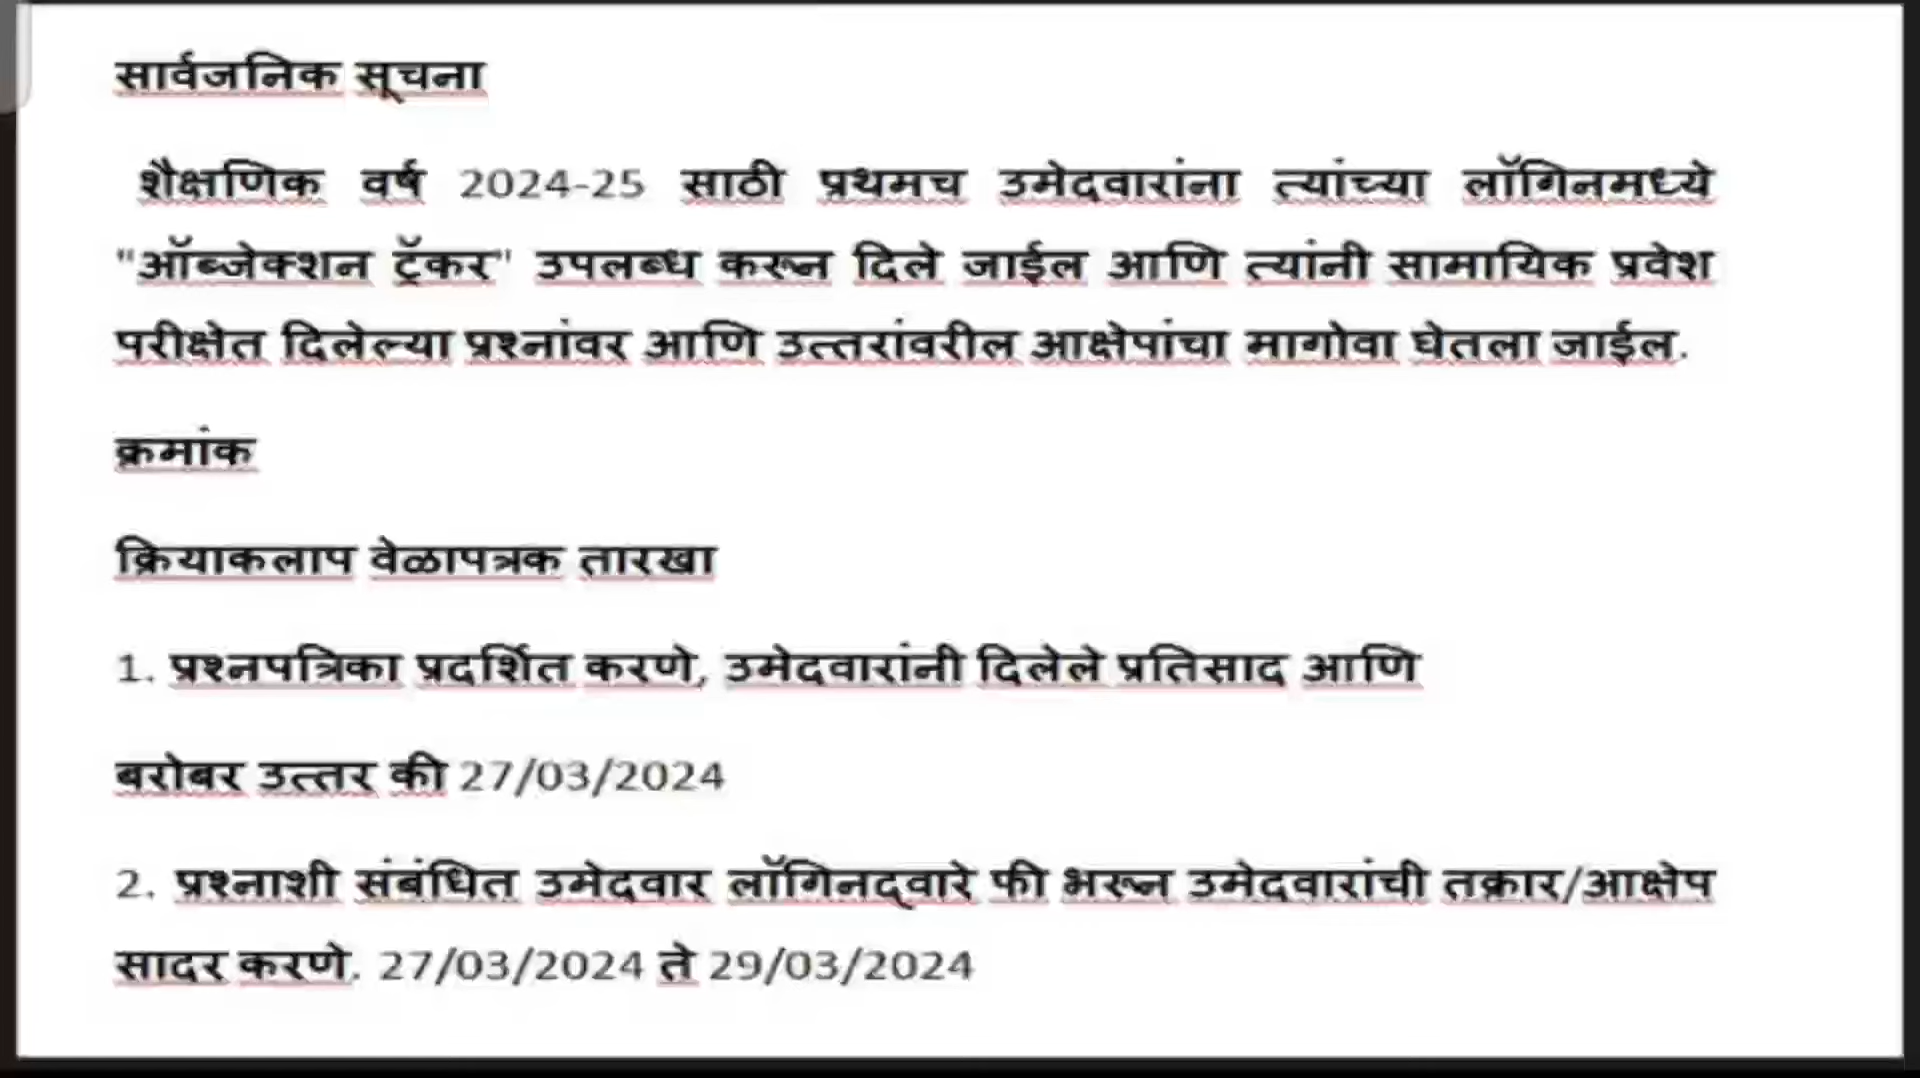 सार्वजनिक सूचना
शैक्षणिक वर्ष 2024-25 साठी प्रथमच उमेदवारांना त्यांच्या लॉगिनमध्ये
"ऑब्जेक्शन ट्रॅकर" उपलब्ध करून दिले जाईल आणि त्यांनी सामायिक प्रवेश
परीक्षेत दिलेल्या प्रश्नांवर आणि उत्तरांवरील आक्षेपांचा मागोवा घेतला जाईल.
क्रमांक
क्रियाकलाप वेळापत्रक तारखा
1. प्रश्नपत्रिका प्रदर्शित करणे, उमेदवारांनी दिलेले प्रतिसाद आणि
बरोबर उत्तर की 27/03/2024
2. प्रश्नाशी संबंधित उमेदवार लॉगिनद्वारे फी भरून उमेदवारांची तक्रार/आक्षेप
सादर करणे. 27/03/2024 ते 29/03/2024